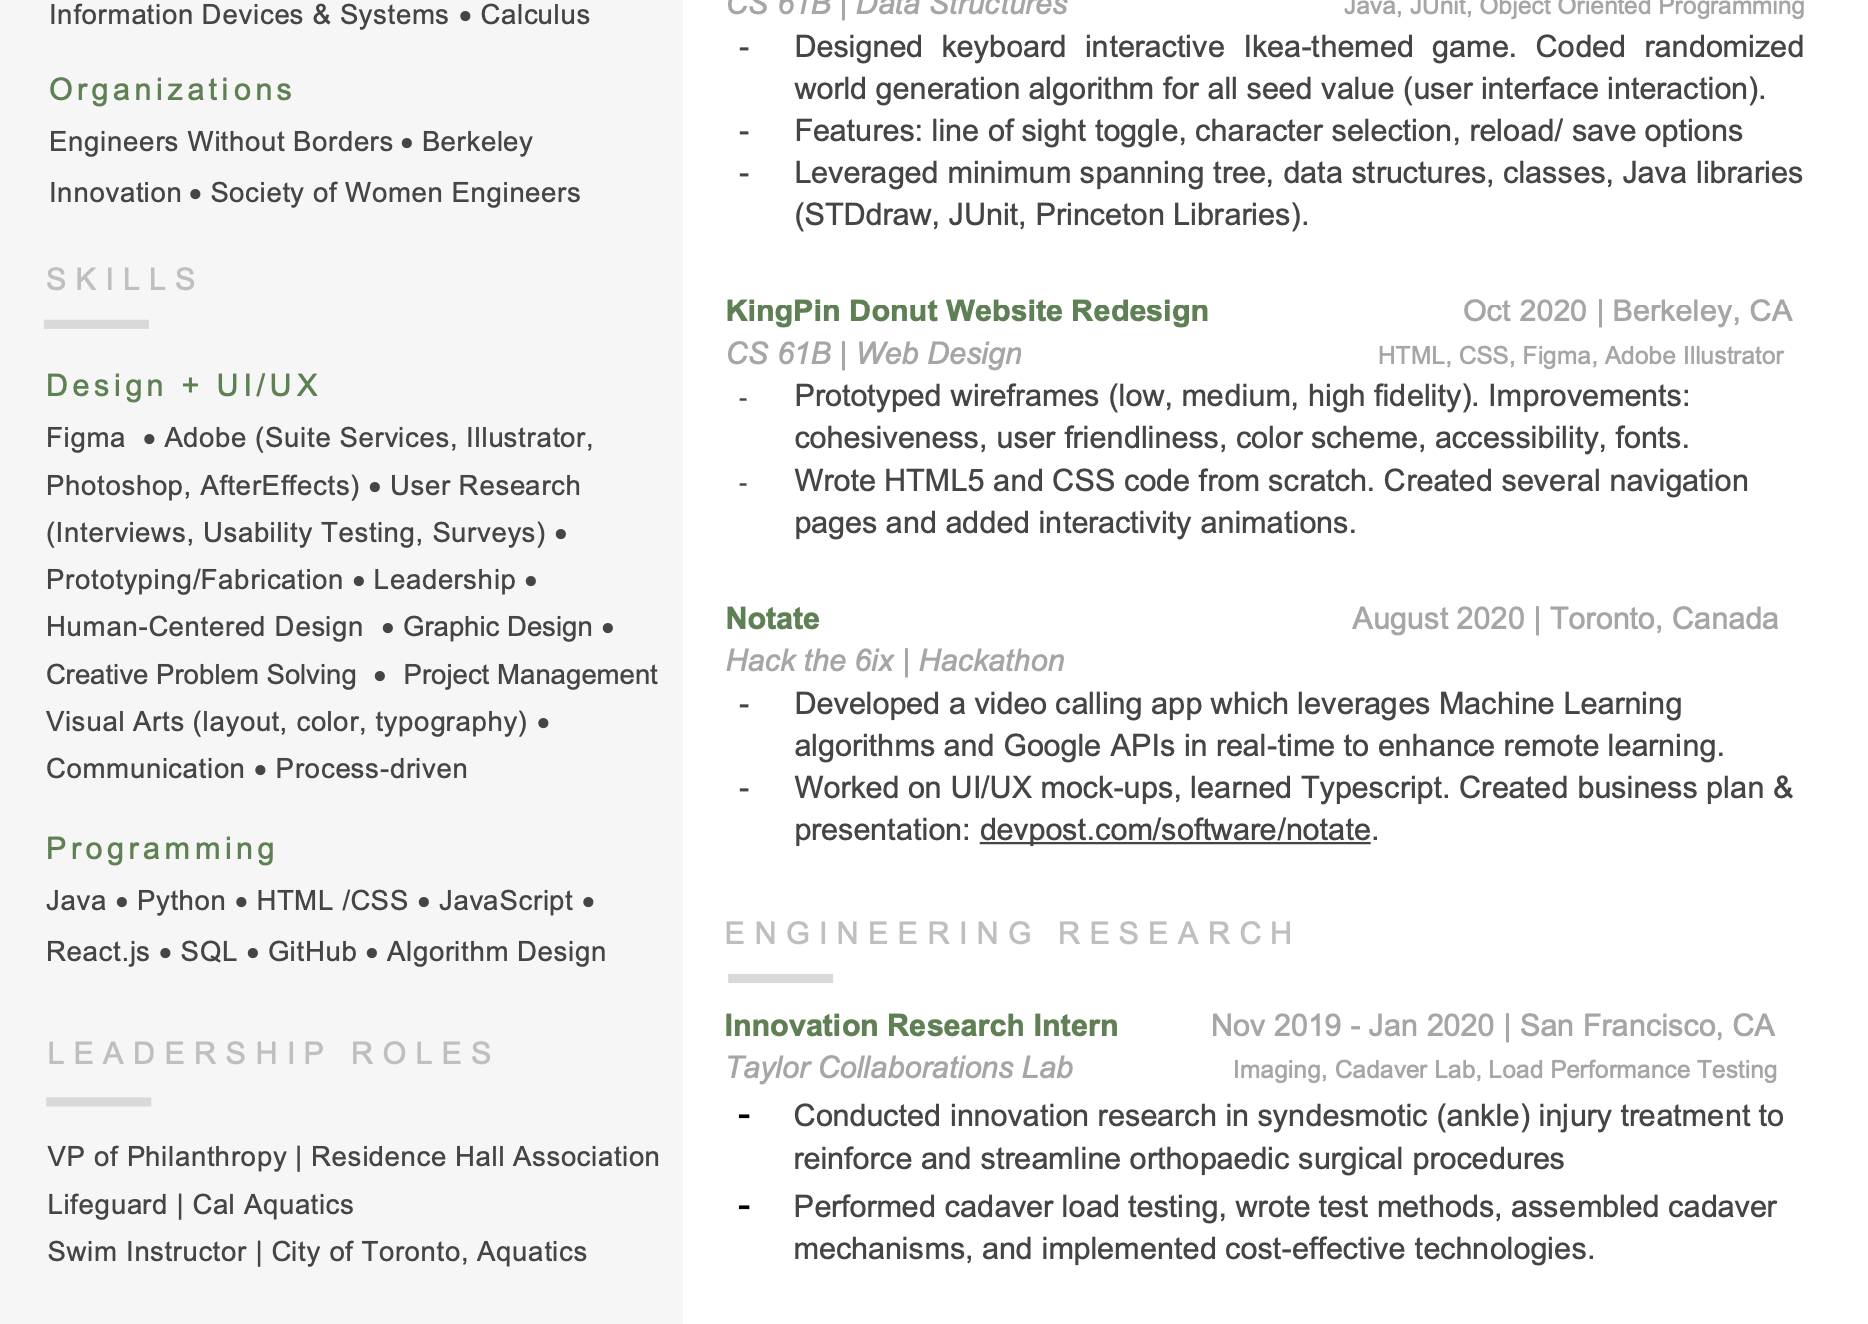 Information Devices & Systems ● Calculus
Organizations
Engineers Without Borders ● Berkeley
Innovation ● Society of Women Engineers
SKILLS
Design + UI/UX
Figma ● Adobe (Suite Services, Illustrator,
Photoshop, AfterEffects) ● User Research
(Interviews, Usability Testing, Surveys) ●
Prototyping/Fabrication ● Leadership ●
Human-Centered Design ● Graphic Design ●
Creative Problem Solving ● Project Management
Visual Arts (layout, color, typography) ●
Communication ● Process-driven
Programming
Java ● Python ● HTML /CSS ● JavaScript ●
React.js ● SQL ● GitHub ● Algorithm Design
LEADERSHIP ROLES
VP of Philanthropy | Residence Hall Association
Lifeguard | Cal Aquatics
Swim Instructor | City of Toronto, Aquatics
CS 61B | Data Structures Java, JUnit, Object Oriented Programming
- Designed keyboard interactive Ikea-themed game. Coded randomized
world generation algorithm for all seed value (user interface interaction).
- Features: line of sight toggle, character selection, reload/ save options
- Leveraged minimum spanning tree, data structures, classes, Java libraries
(STDdraw, JUnit, Princeton Libraries).
KingPin Donut Website Redesign Oct 2020 | Berkeley, CA
CS 61B | Web Design HTML, CSS, Figma, Adobe Illustrator
- Prototyped wireframes (low, medium, high fidelity). Improvements:
cohesiveness, user friendliness, color scheme, accessibility, fonts.
- Wrote HTML5 and CSS code from scratch. Created several navigation
pages and added interactivity animations.
Notate August 2020 | Toronto, Canada
Hack the 6ix | Hackathon
- Developed a video calling app which leverages Machine Learning
algorithms and Google APIs in real-time to enhance remote learning.
- Worked on UI/UX mock-ups, learned Typescript. Created business plan &
presentation: devpost.com/software/notate.
ENGINEERING RESEARCH
Innovation Research Intern Nov 2019 - Jan 2020 | San Francisco, CA
Taylor Collaborations Lab Imaging, Cadaver Lab, Load Performance Testing
- Conducted innovation research in syndesmotic (ankle) injury treatment to
reinforce and streamline orthopaedic surgical procedures
- Performed cadaver load testing, wrote test methods, assembled cadaver
mechanisms, and implemented cost-effective technologies.